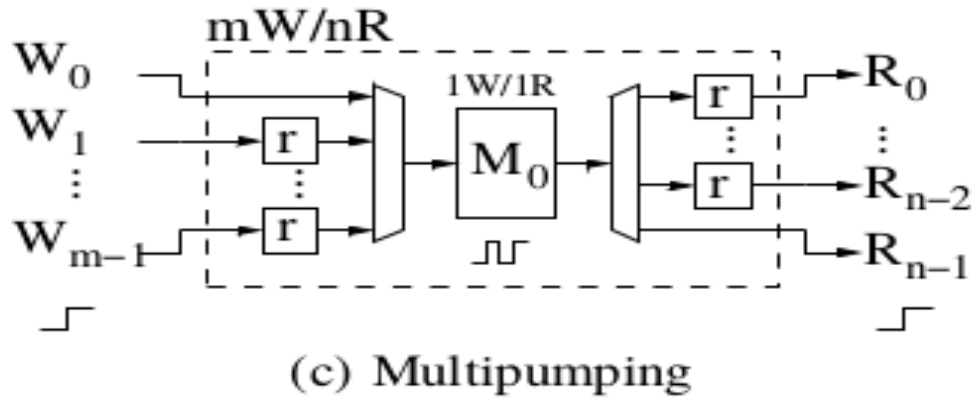 mW/nR
W0
R0
1W/1R
W1
r
r
M0
⋮
⋮
⋮
⋮
r
r
Rn−2
Wm−1
Rn−1
(c) Multipumping